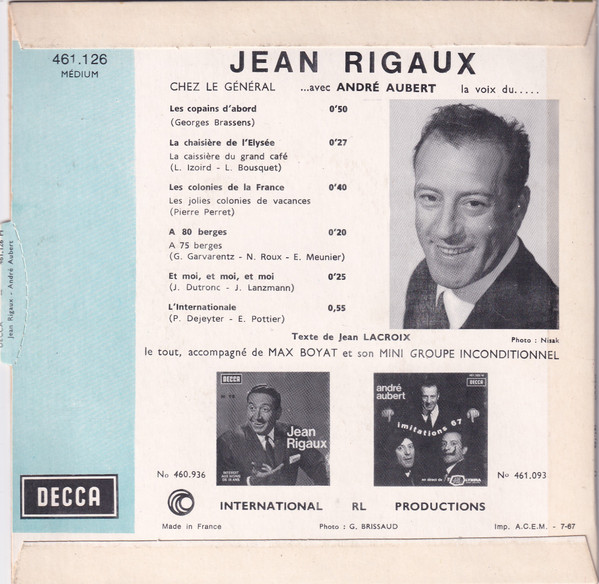 461.126
MÉDIUM
JEAN RIGAUX
CHEZ LE GÉNÉRAL ...avec ANDRÉ AUBERT la voix du.....
Les copains d'abord 0'50
(Georges Brassens)
La chaisière de l'Elysée 0'27
La caissière du grand café
(L. Izoird - L. Bousquet)
Les colonies de la France 0'40
Les jolies colonies de vacances
(Pierre Perret)
A 80 berges 0'20
A 75 berges
(G. Garvarentz - N. Roux - E. Meunier)
Et moi, et moi, et moi 0'25
(J. Dutronc - J. Lanzmann)
L'Internationale 0,55
(P. Dejeyter - E. Pottier)
Texte de Jean LACROIX
Photo : Nisak
le tout, accompagné de MAX BOYAT et son MINI GROUPE INCONDITIONNEL
Jean Rigaux - André Aubert
DECCA
Jean
Rigaux
No 460.936
DECCA
andré
aubert
imitations 67
No 461.093
DECCA
INTERNATIONAL RL PRODUCTIONS
Made in France
Photo : G. BRISSAUD
Imp. A.C.E.M. - 7-67